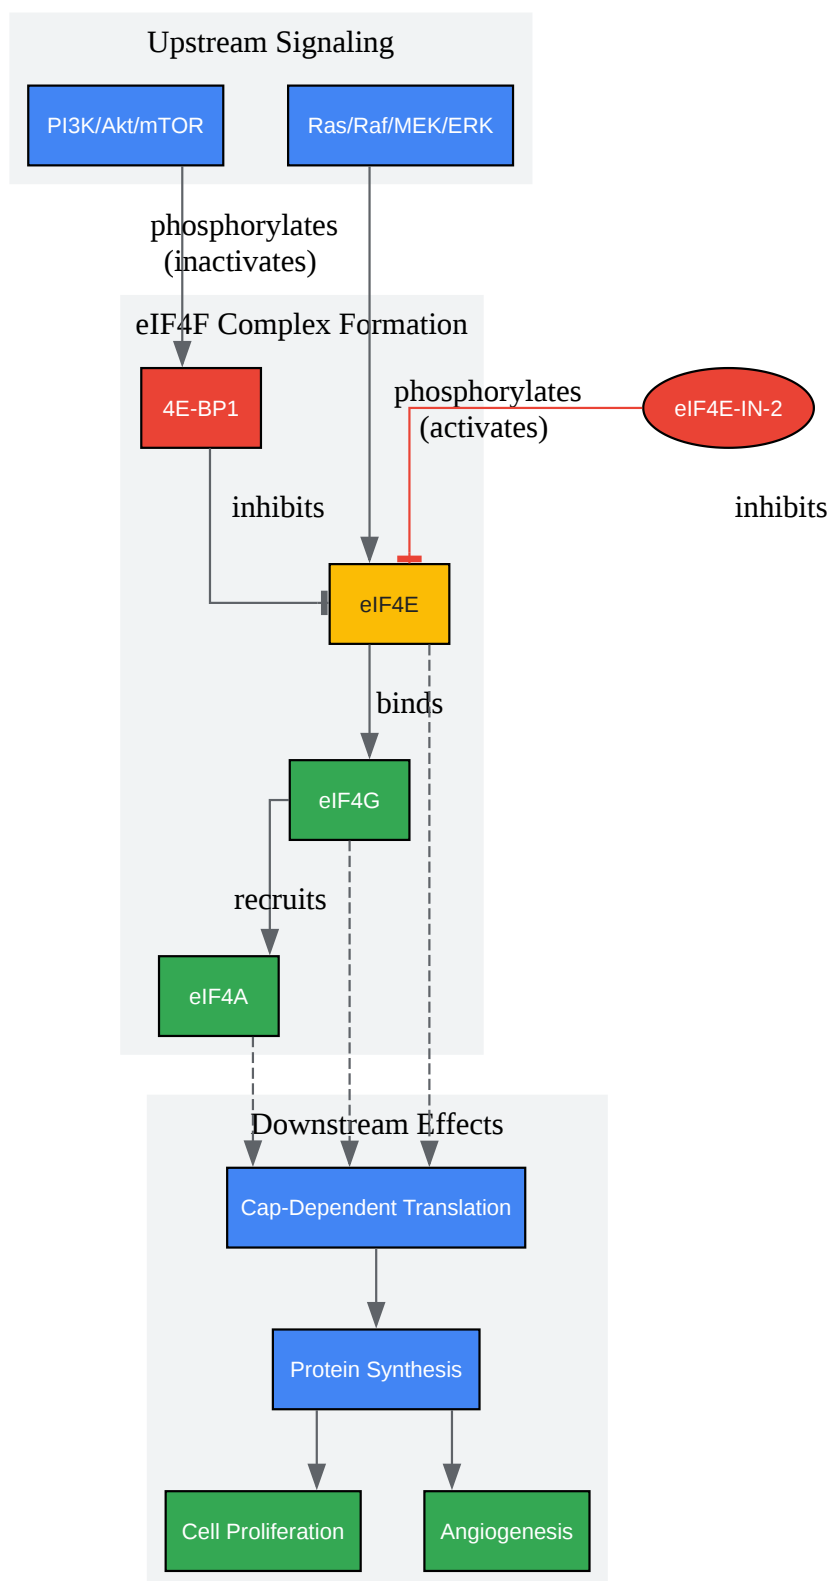 Upstream Signaling
PI3K/Akt/mTOR
Ras/Raf/MEK/ERK
phosphorylates
(inactivates)
eIF4F Complex Formation
4E-BP1
phosphorylates
(activates)
eIF4E-IN-2
inhibits
inhibits
eIF4E
binds
eIF4G
recruits
eIF4A
Downstream Effects
Cap-Dependent Translation
Protein Synthesis
Cell Proliferation
Angiogenesis